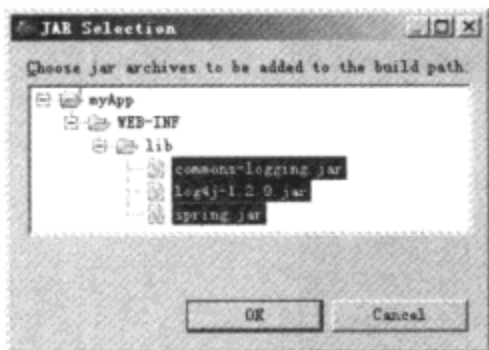 JAR Selection
Choose jar archives to be added to the build path.
myApp
WEB-INF
lib
commons-logging.jar
log4j-1.2.9.jar
spring.jar
OK
Cancel